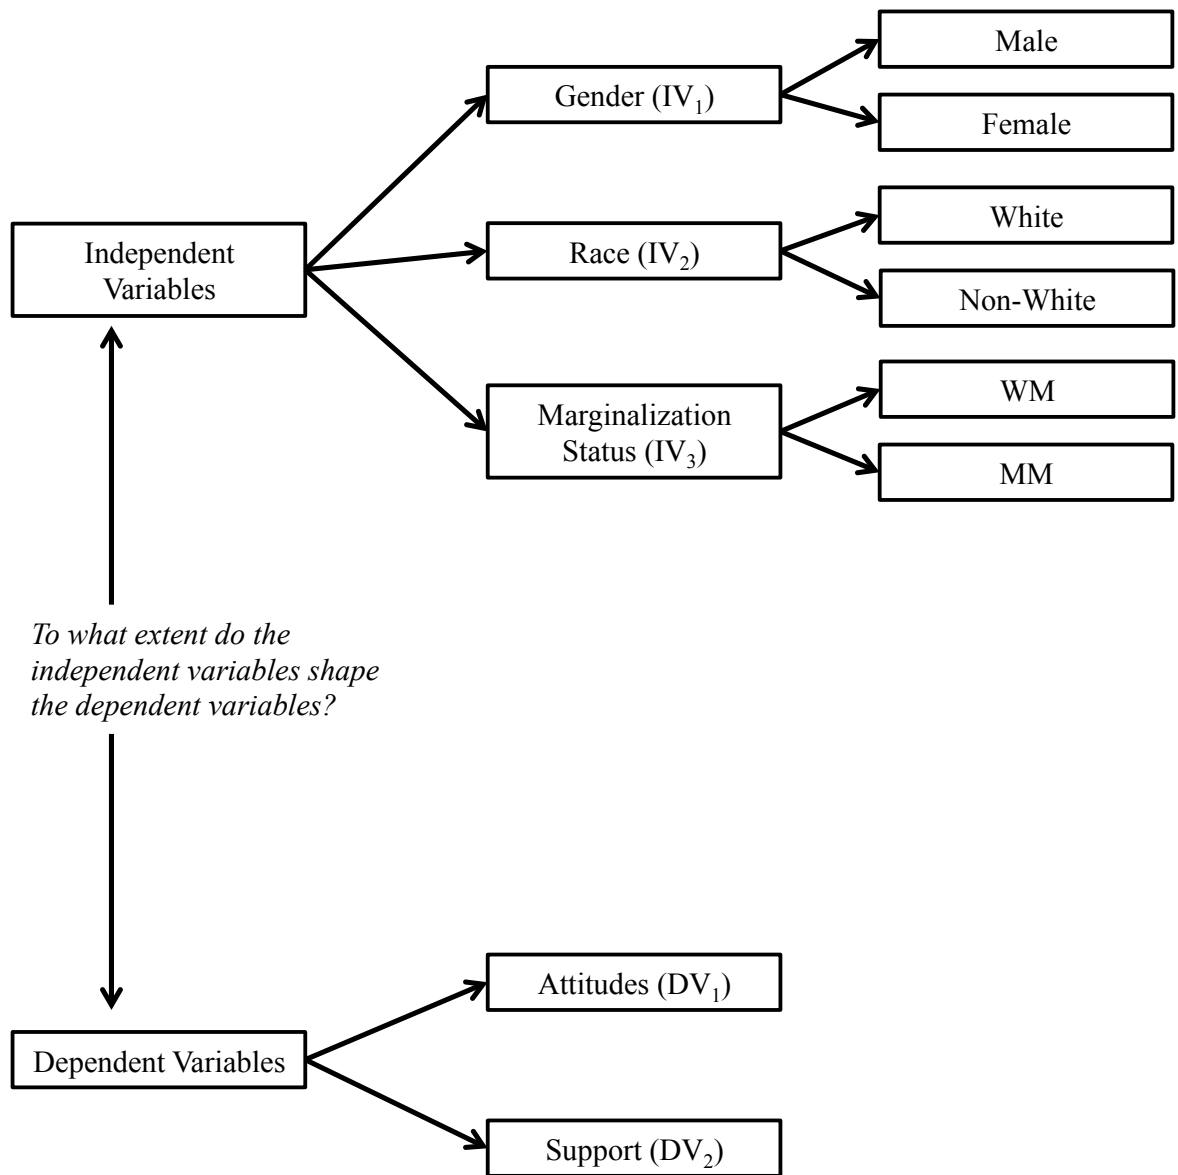 Male
Gender (IV₁)
Female
White
Independent
Variables
Race (IV₂)
Non-White
Marginalization
Status (IV₃)
WM
MM
To what extent do the
independent variables shape
the dependent variables?
Attitudes (DV₁)
Dependent Variables
Support (DV₂)